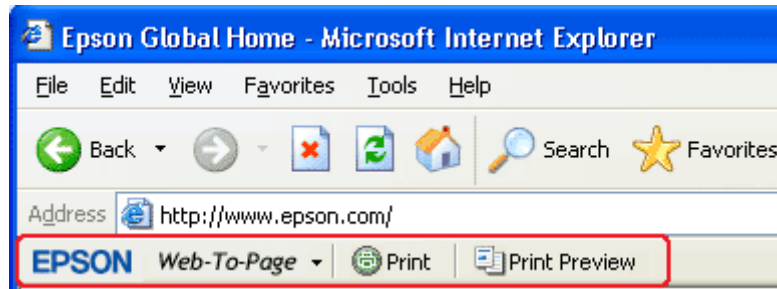 Epson Global Home - Microsoft Internet Explorer
File Edit View Favorites Tools Help
Back Search Favorites
Address http://www.epson.com/
EPSON Web-To-Page Print Print Preview